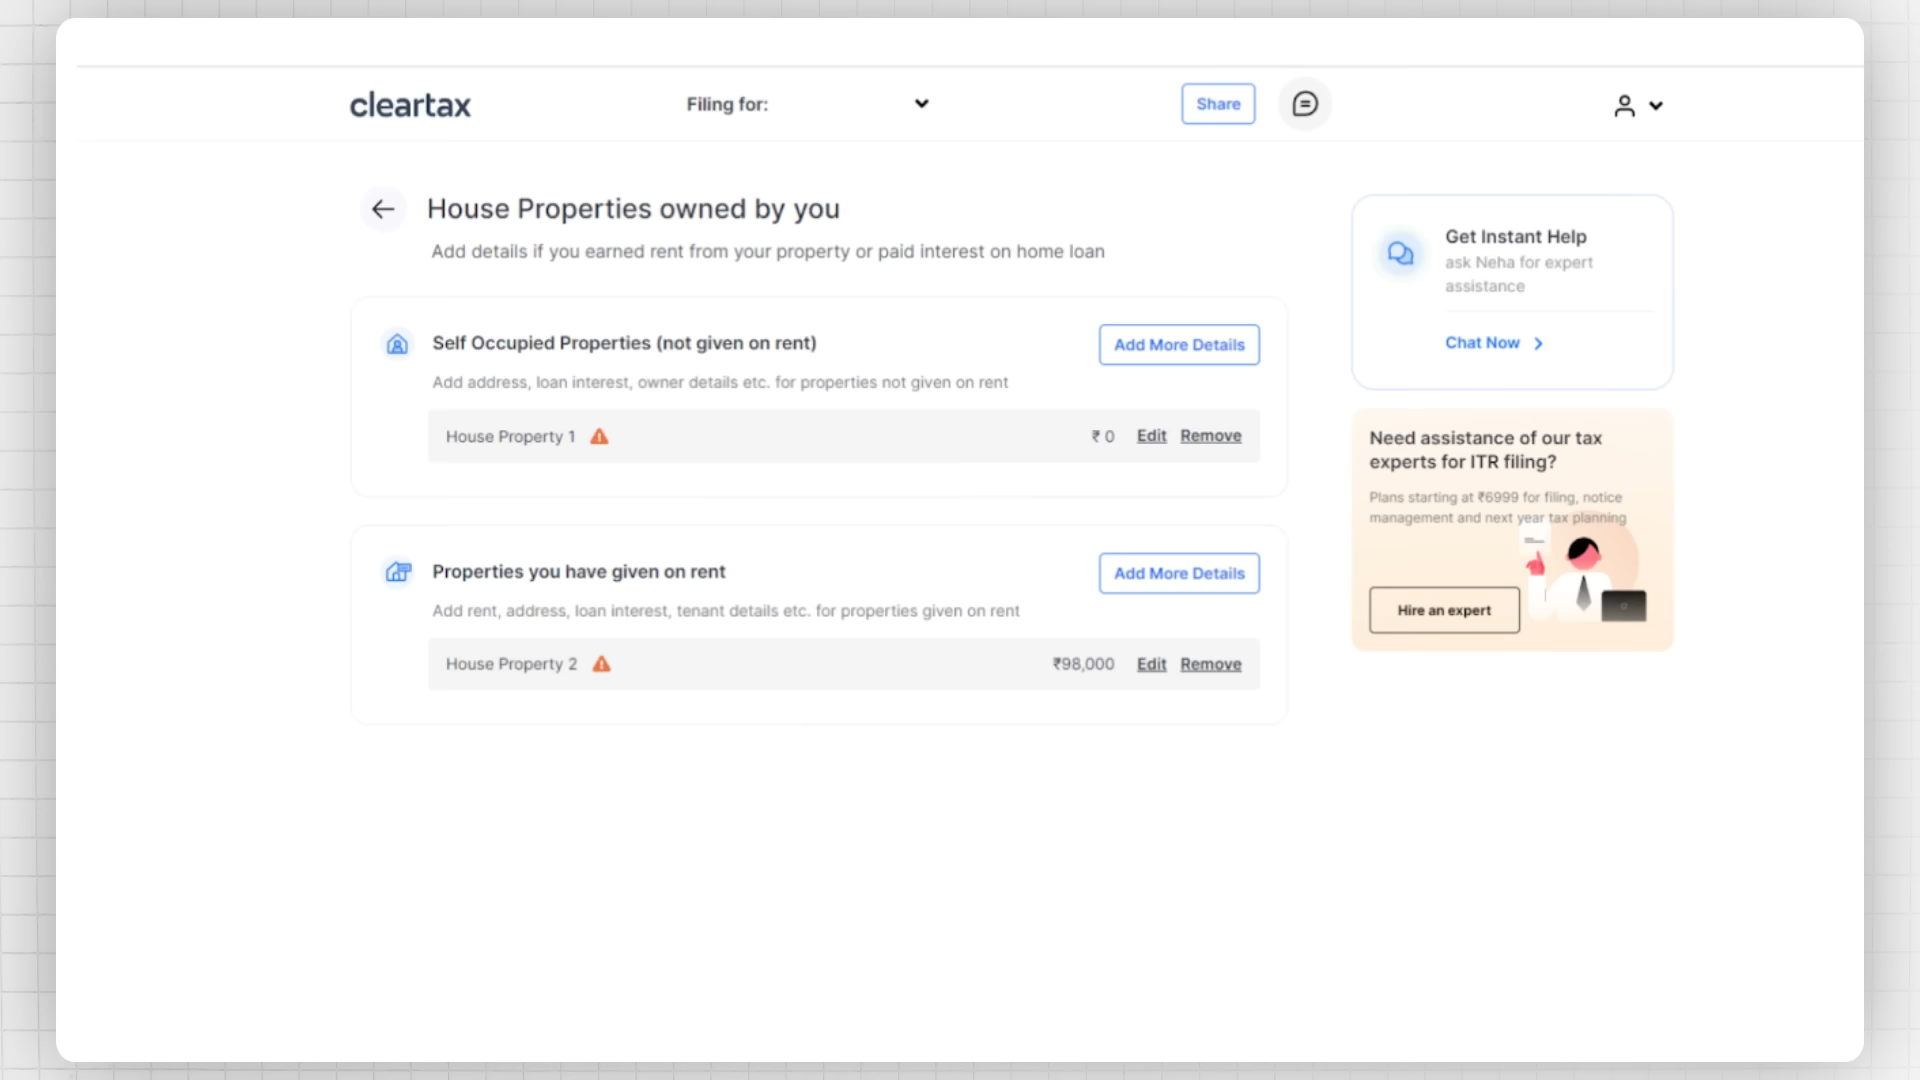 cleartax
Filing for:
Share
House Properties owned by you
Add details if you earned rent from your property or paid interest on home loan
Self Occupied Properties (not given on rent)
Add More Details
Add address, loan interest, owner details etc. for properties not given on rent
House Property 1
₹ 0
Edit
Remove
Properties you have given on rent
Add More Details
Add rent, address, loan interest, tenant details etc. for properties given on rent
House Property 2
₹98,000
Edit
Remove
Get Instant Help
ask Neha for expert
assistance
Chat Now
Need assistance of our tax
experts for ITR filing?
Plans starting at ₹6999 for filing, notice
management and next year tax planning
Hire an expert